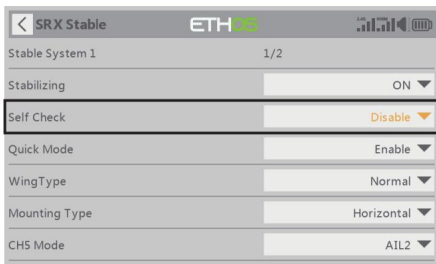 SRX Stable ETHOS
Stable System 1 1/2
Stabilizing ON
Self Check Disable
Quick Mode Enable
WingType Normal
Mounting Type Horizontal
CH5 Mode AIL2